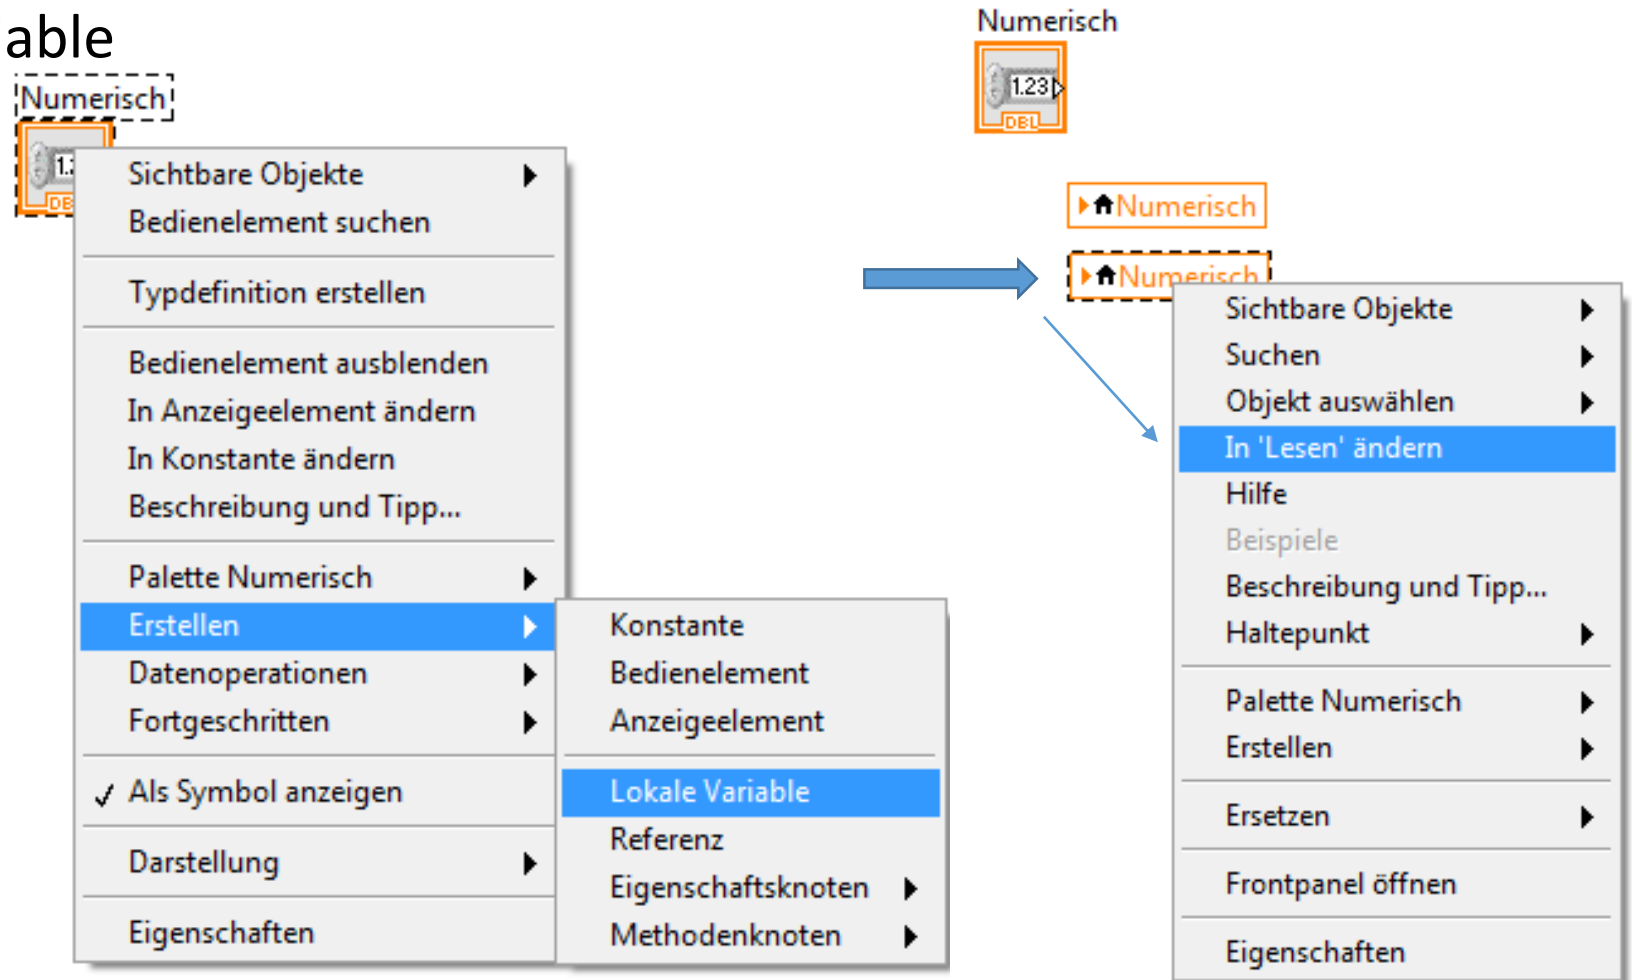 able
Numerisch
Sichtbare Objekte
Bedienelement suchen
Typdefinition erstellen
Bedienelement ausblenden
In Anzeigeelement ändern
In Konstante ändern
Beschreibung und Tipp...
Palette Numerisch
Erstellen
Datenoperationen
Fortgeschritten
Als Symbol anzeigen
Darstellung
Eigenschaften
Konstante
Bedienelement
Anzeigeelement
Lokale Variable
Referenz
Eigenschaftsknoten
Methodenknoten
Numerisch
1.23
DBL
Numerisch
Numerisch
Sichtbare Objekte
Suchen
Objekt auswählen
In 'Lesen' ändern
Hilfe
Beispiele
Beschreibung und Tipp...
Haltepunkt
Palette Numerisch
Erstellen
Ersetzen
Frontpanel öffnen
Eigenschaften